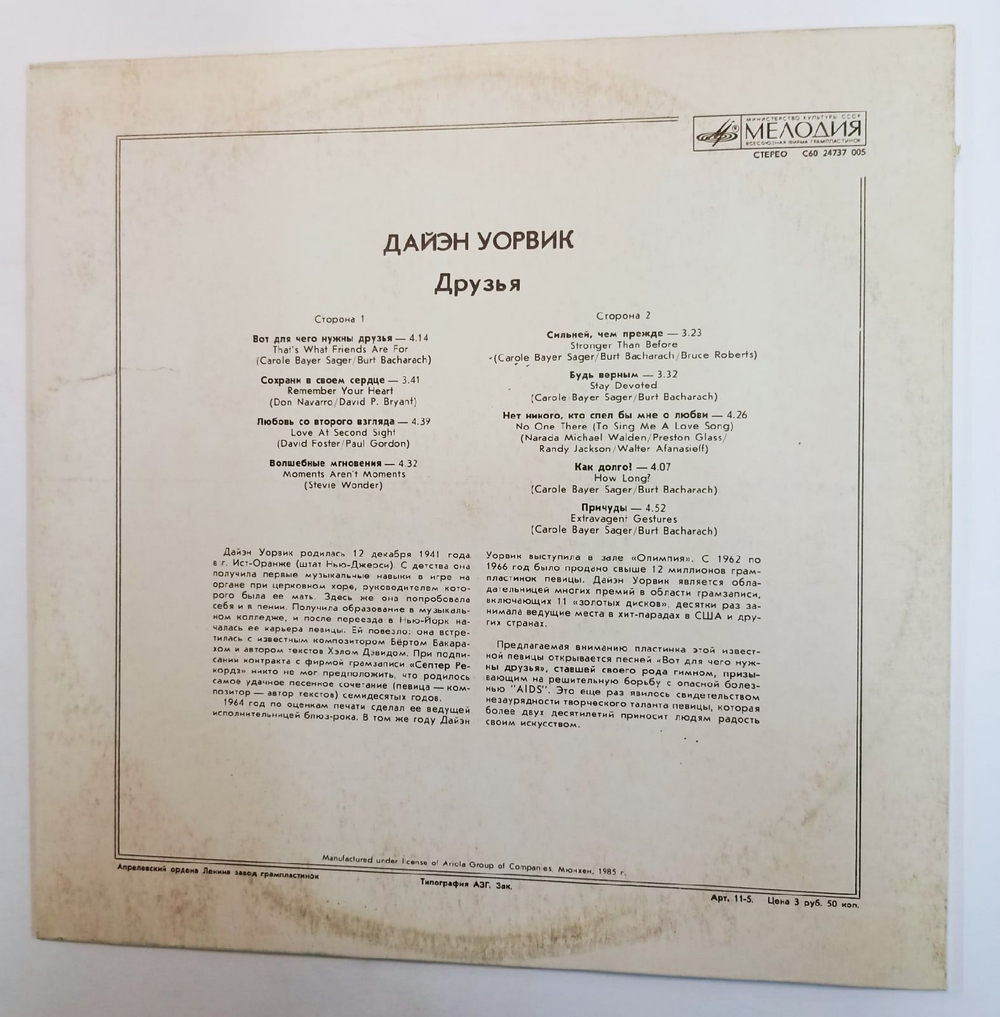 МИНИСТЕРСТВО КУЛЬТУРЫ СССР
МЕЛОДИЯ
ВСЕСОЮЗНАЯ ФИРМА ГРАМПЛАСТИНОК
СТЕРЕО С60 24737 005
ДАЙЭН УОРВИК
Друзья
Сторона 1
Вот для чего нужны друзья — 4.14
That's What Friends Are For
(Carole Bayer Sager/Burt Bacharach)
Сохрани в своем сердце — 3.41
Remember Your Heart
(Don Navarro/David P. Bryant)
Любовь со второго взгляда — 4.39
Love At Second Sight
(David Foster/Paul Gordon)
Волшебные мгновения — 4.32
Moments Aren't Moments
(Stevie Wonder)
Сторона 2
Сильней, чем прежде — 3.23
Stronger Than Before
(Carole Bayer Sager/Burt Bacharach/Bruce Roberts)
Будь верным — 3.32
Stay Devoted
(Carole Bayer Sager/Burt Bacharach)
Нет никого, кто спел бы мне о любви — 4.26
No One There (To Sing Me A Love Song)
(Narada Michael Walden/Preston Glass/
Randy Jackson/Walter Afanasieff)
Как долго! — 4.07
How Long?
(Carole Bayer Sager/Burt Bacharach)
Причуды — 4.52
Extravagent Gestures
(Carole Bayer Sager/Burt Bacharach)
Дайэн Уорвик родилась 12 декабря 1941 года
в г. Ист-Оранже (штат Нью-Джерси). С детства она
получила первые музыкальные навыки в игре на
органе при церковном хоре, руководителем кото-
рого была ее мать. Здесь же она попробовала
себя и в пении. Получила образование в музыкаль-
ном колледже, и после переезда в Нью-Йорк на-
чалась ее карьера певицы. Ей повезло: она встре-
тилась с известным композитором Бёртом Бакара-
хом и автором текстов Хэлом Дэвидом. При подпи-
сании контракта с фирмой грамзаписи «Септер Ре-
кордз» никто не мог предположить, что родилось
самое удачное песенное сочетание (певица — ком-
позитор — автор текстов) семидесятых годов.
1964 год по оценкам печати сделал ее ведущей
исполнительницей блюз-рока. В том же году Дайэн
Уорвик выступила в зале «Олимпия». С 1962 по
1966 год было продано свыше 12 миллионов грам-
пластинок певицы. Дайэн Уорвик является обла-
дательницей многих премий в области грамзаписи,
включающих 11 «золотых дисков», десятки раз за-
нимала ведущие места в хит-парадах в США и дру-
гих странах.
Предлагаемая вниманию пластинка этой извест-
ной певицы открывается песней «Вот для чего нуж-
ны друзья», ставшей своего рода гимном, призы-
вающим на решительную борьбу с опасной болез-
нью "AIDS". Это еще раз явилось свидетельством
незаурядности творческого таланта певицы, которая
более двух десятилетий приносит людям радость
своим искусством.
Manufactured under license of Ariola Group of Companies, Мюнхен, 1985 г.
Апрелевский ордена Ленина завод грампластинок
Типография АЗГ. Зак.
Арт. 11-5. Цена 3 руб. 50 коп.